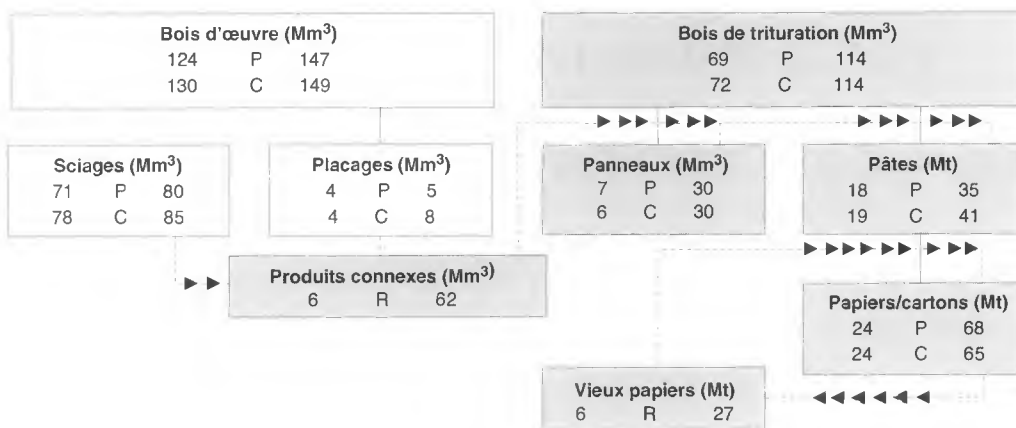 Bois d'œuvre (Mm³)
124 P 147
130 C 149
Bois de trituration (Mm³)
69 P 114
72 C 114
Sciages (Mm³)
71 P 80
78 C 85
Placages (Mm³)
4 P 5
4 C 8
Panneaux (Mm³)
7 P 30
6 C 30
Pâtes (Mt)
18 P 35
19 C 41
Produits connexes (Mm³)
6 R 62
Papiers/cartons (Mt)
24 P 68
24 C 65
Vieux papiers (Mt)
6 R 27